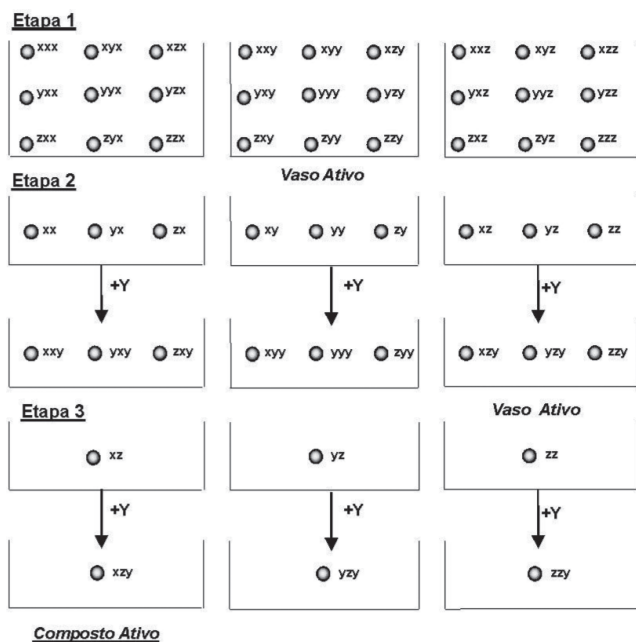 Etapa 1
xxx xyx xzx xxy xyy xzy xxz xyz xzz
yxx yyx yzx yxy yyy yzy yxz yyz yzz
zxx zyx zzx zxy zyy zzy zxz zyz zzz
Vaso Ativo
Etapa 2
xx yx zx xy yy zy xz yz zz
+Y +Y +Y
xxy yxy zxy xyy yyy zyy xzy yzy zzy
Etapa 3 Vaso Ativo
xz yz zz
+Y +Y +Y
xzy yzy zzy
Composto Ativo